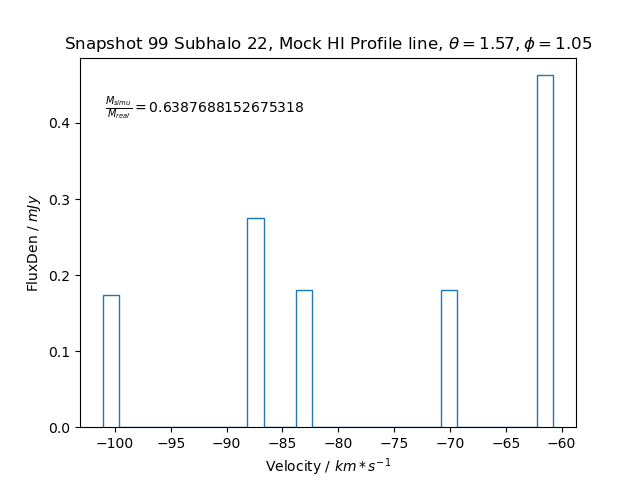 Snapshot 99 Subhalo 22, Mock HI Profile line, θ = 1.57, ϕ = 1.05
M_simu/M_real = 0.6387688152675318
FluxDen / mJy
0.4
0.3
0.2
0.1
0.0
−100 −95 −90 −85 −80 −75 −70 −65 −60
Velocity / km * s⁻¹